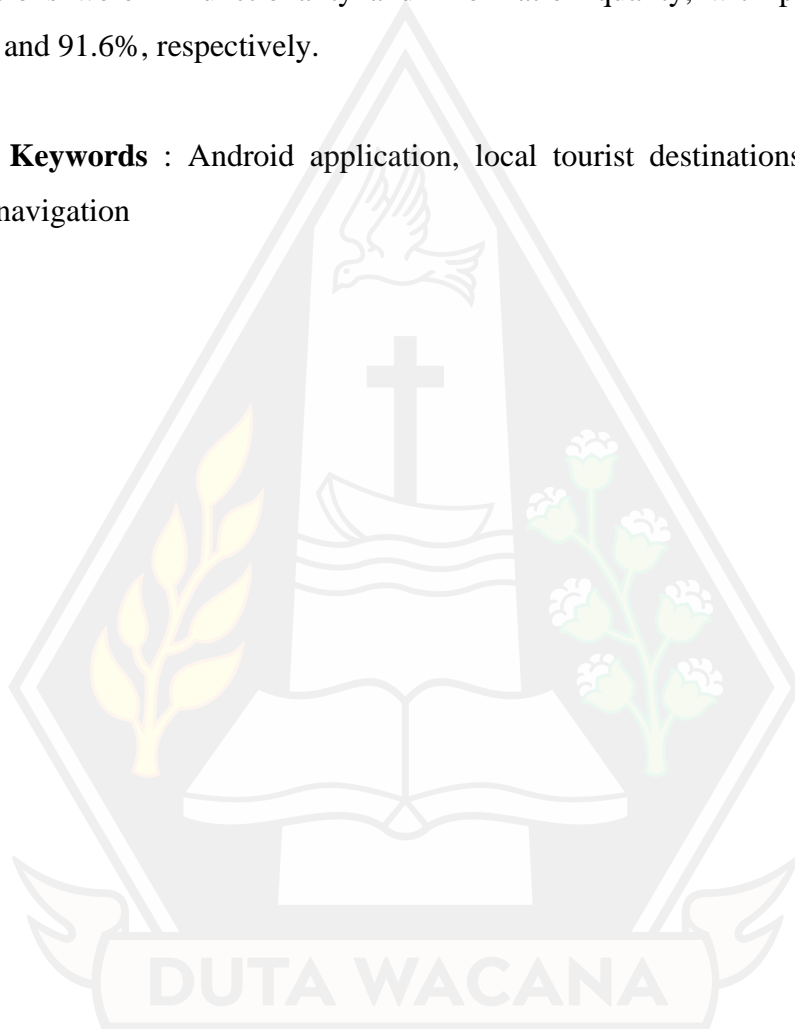 and 91.6%, respectively.
Keywords : Android application, local tourist destinations
navigation
DUTA WACANA